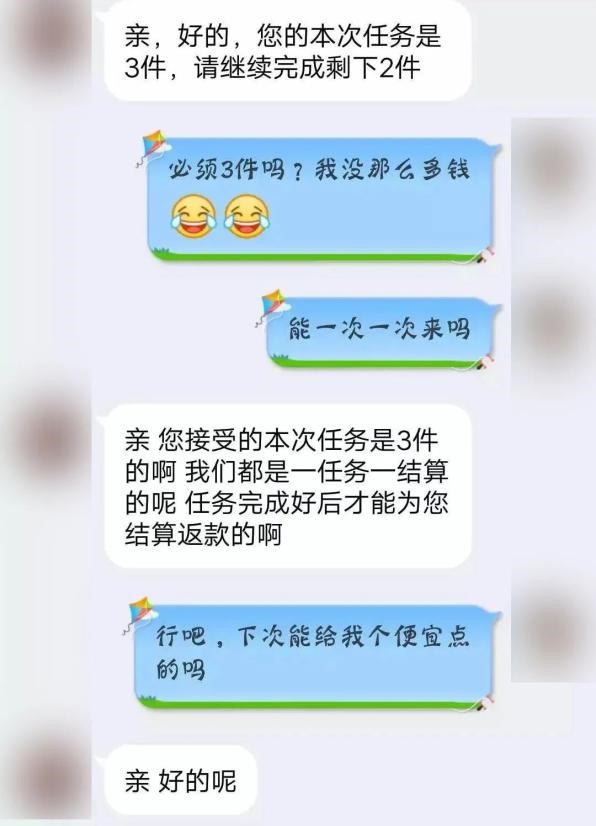 亲，好的，您的本次任务是
3件，请继续完成剩下2件
必须3件吗？我没那么多钱
能一次一次来吗
亲 您接受的本次任务是3件
的啊 我们都是一任务一结算
的呢 任务完成好后才能为您
结算返款的啊
行吧，下次能给我个便宜点
的吗
亲 好的呢